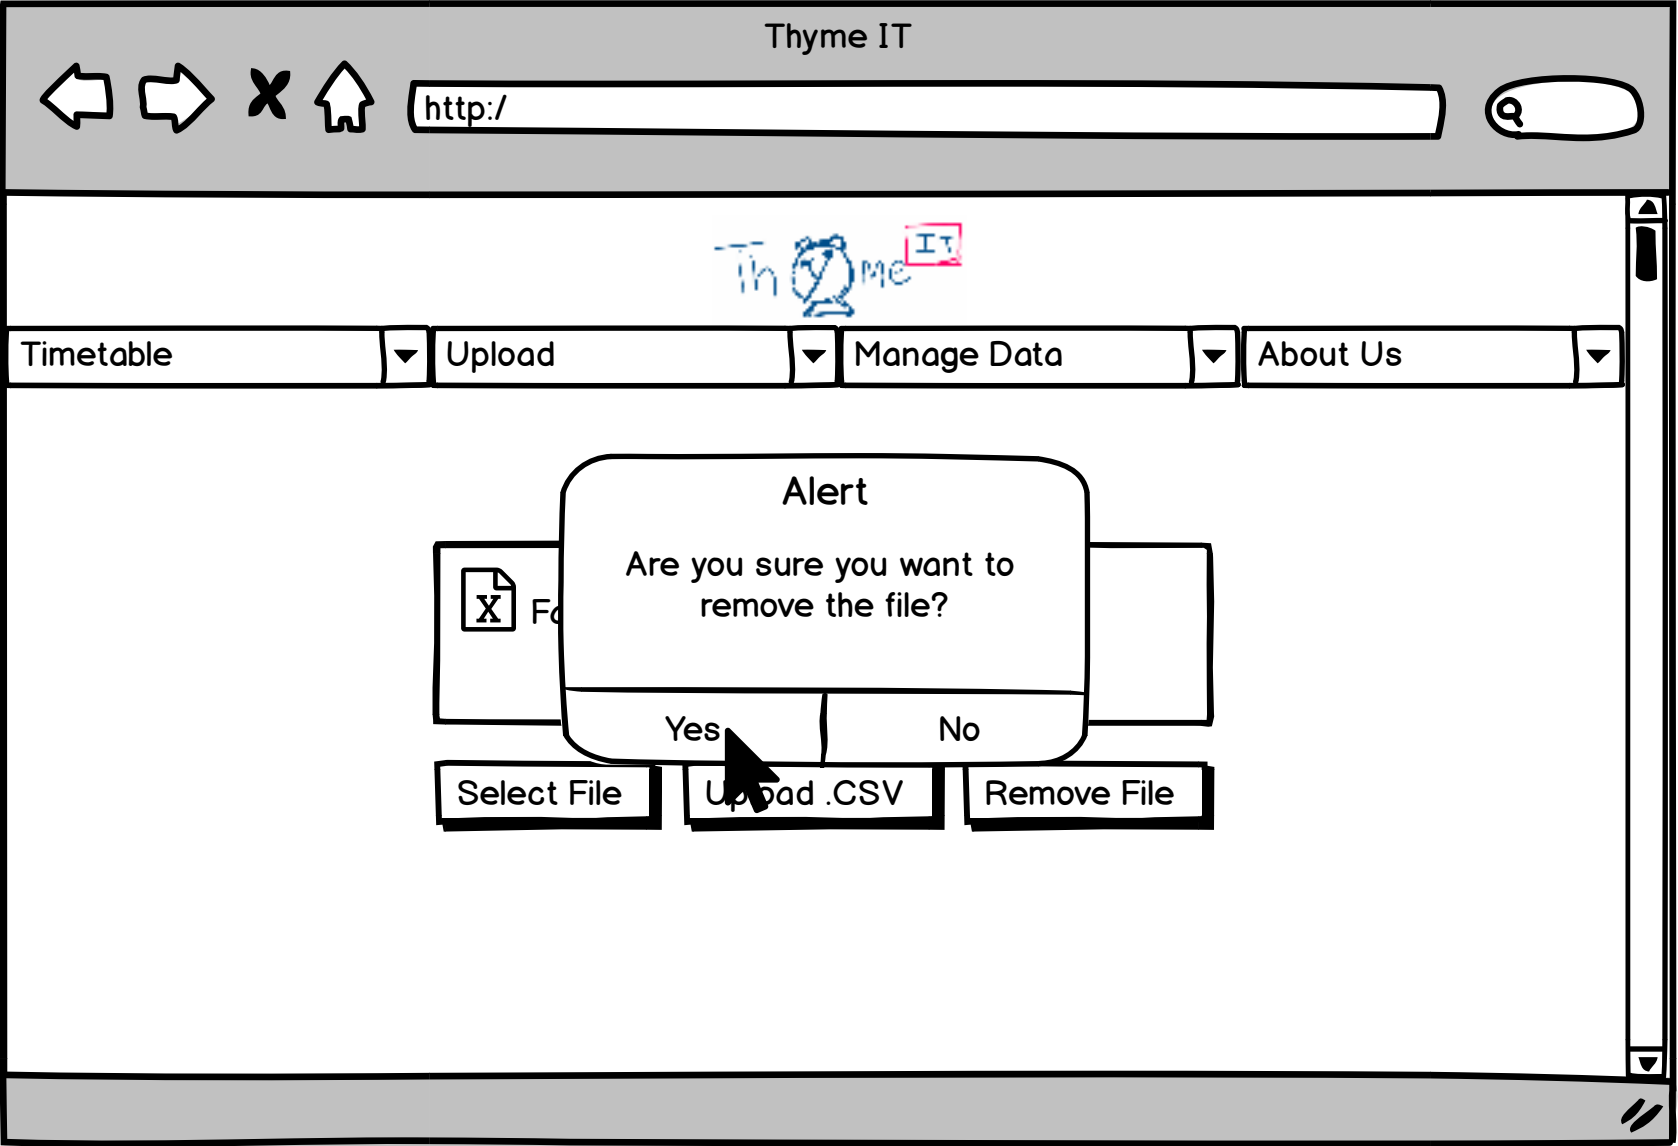 Thyme IT
http:/
Th me IT
Timetable Upload Manage Data About Us
Alert
Are you sure you want to
remove the file?
X
Yes No
Select File Upload .CSV Remove File